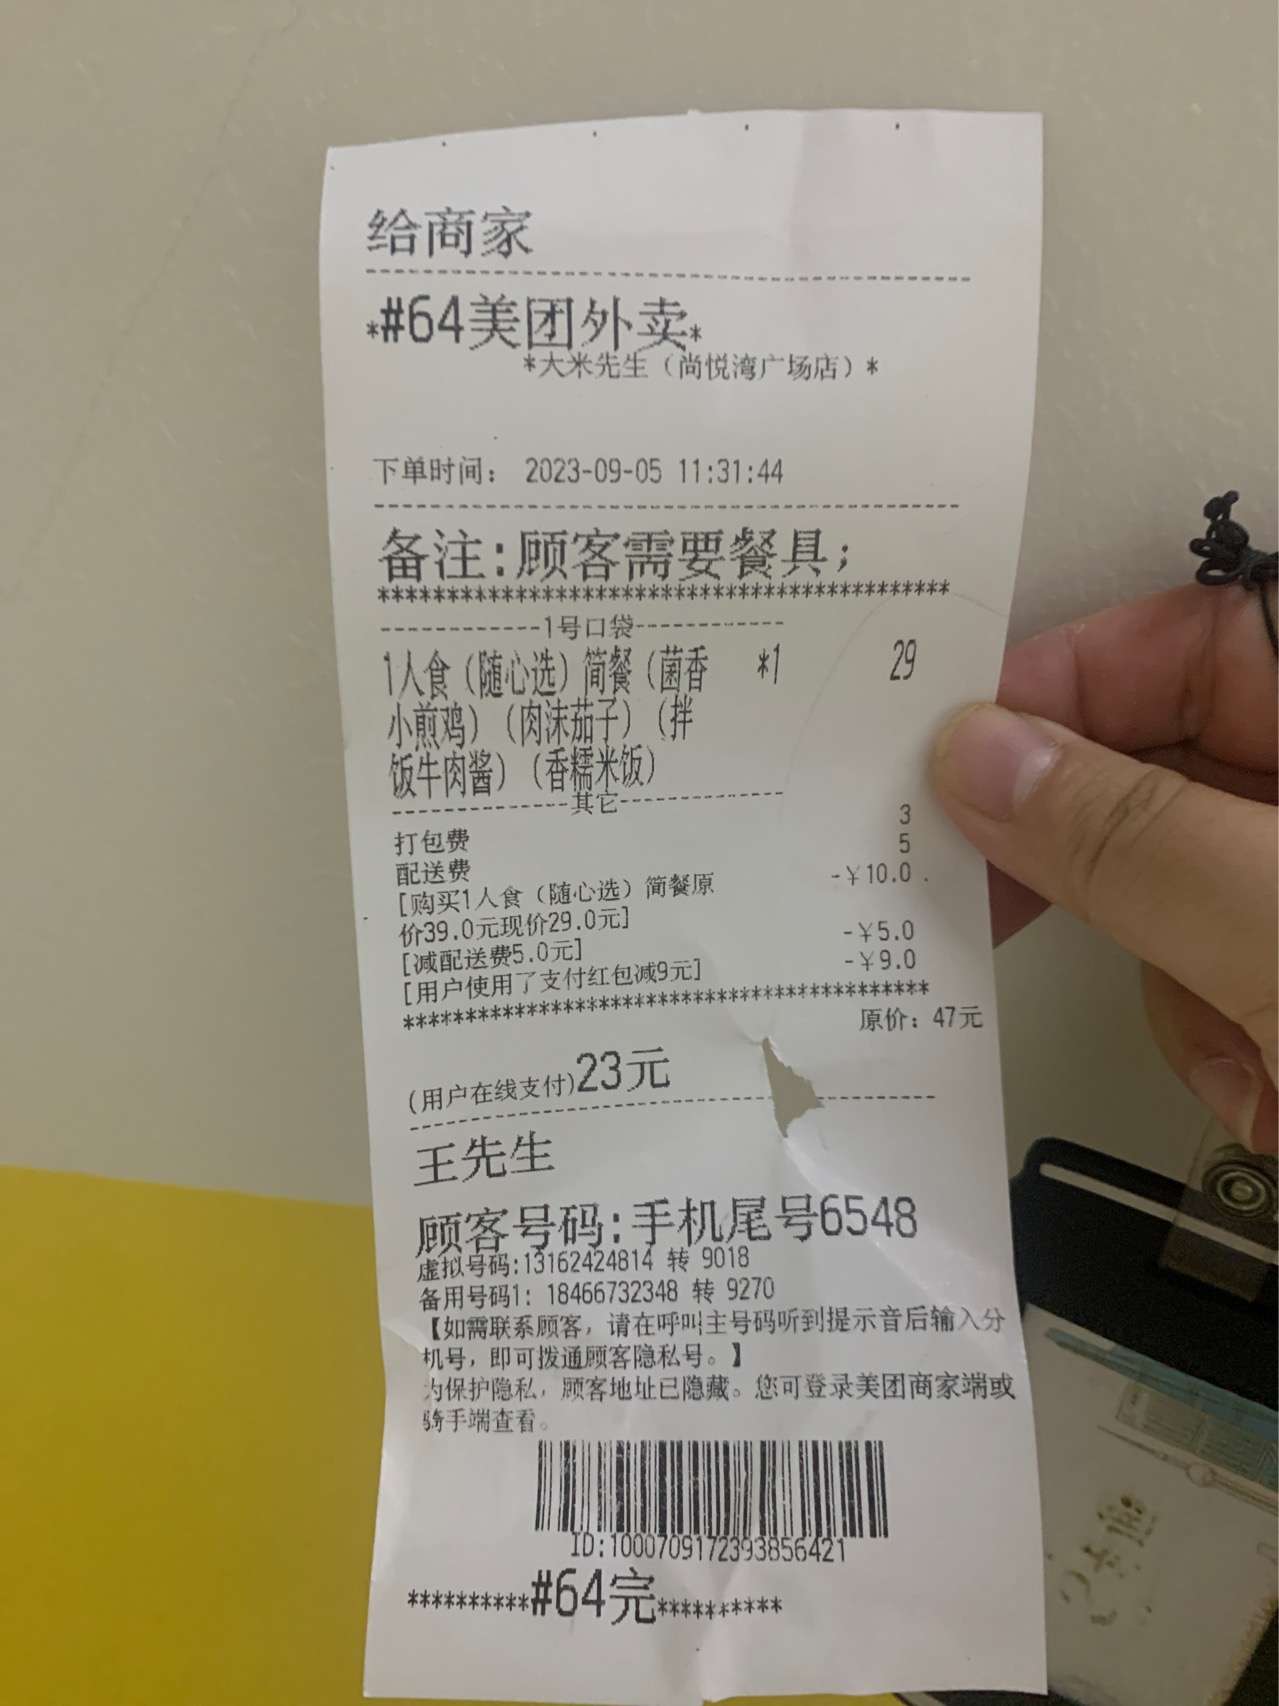 给商家
*#64美团外卖*
*大米先生（尚悦湾广场店）*
下单时间： 2023-09-05 11:31:44
备注:顾客需要餐具；
******************************************
------------1号口袋------------
1人食（随心选）简餐（菌香 *1 29
小煎鸡）（肉沫茄子）（拌
饭牛肉酱）（香糯米饭）
--------------其它-------------
打包费 3
配送费 5
[购买1人食（随心选）简餐原 -￥10.0
价39.0元现价29.0元]
[减配送费5.0元] -￥5.0
[用户使用了支付红包减9元] -￥9.0
******************************************
原价：47元
(用户在线支付)23元
王先生
顾客号码:手机尾号6548
虚拟号码:13162424814 转 9018
备用号码1: 18466732348 转 9270
【如需联系顾客，请在呼叫主号码听到提示音后输入分
机号，即可拨通顾客隐私号。】
为保护隐私，顾客地址已隐藏。您可登录美团商家端或
骑手端查看。
ID:1000709172393856421
**********#64完**********